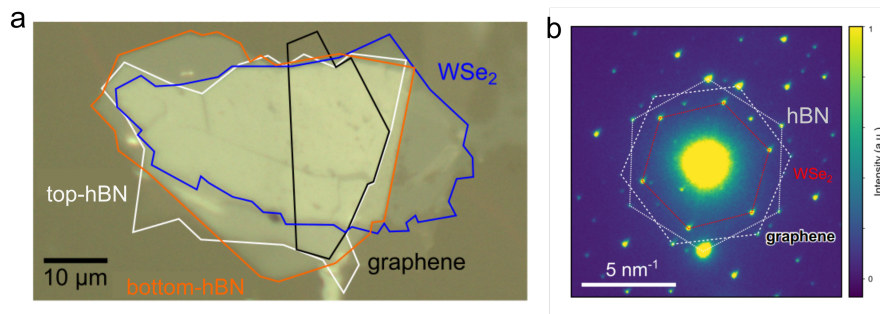 a
WSe₂
top-hBN
10 μm
bottom-hBN
graphene
b
hBN
WSe₂
graphene
5 nm⁻¹
1
Intensity (a.u.)
0